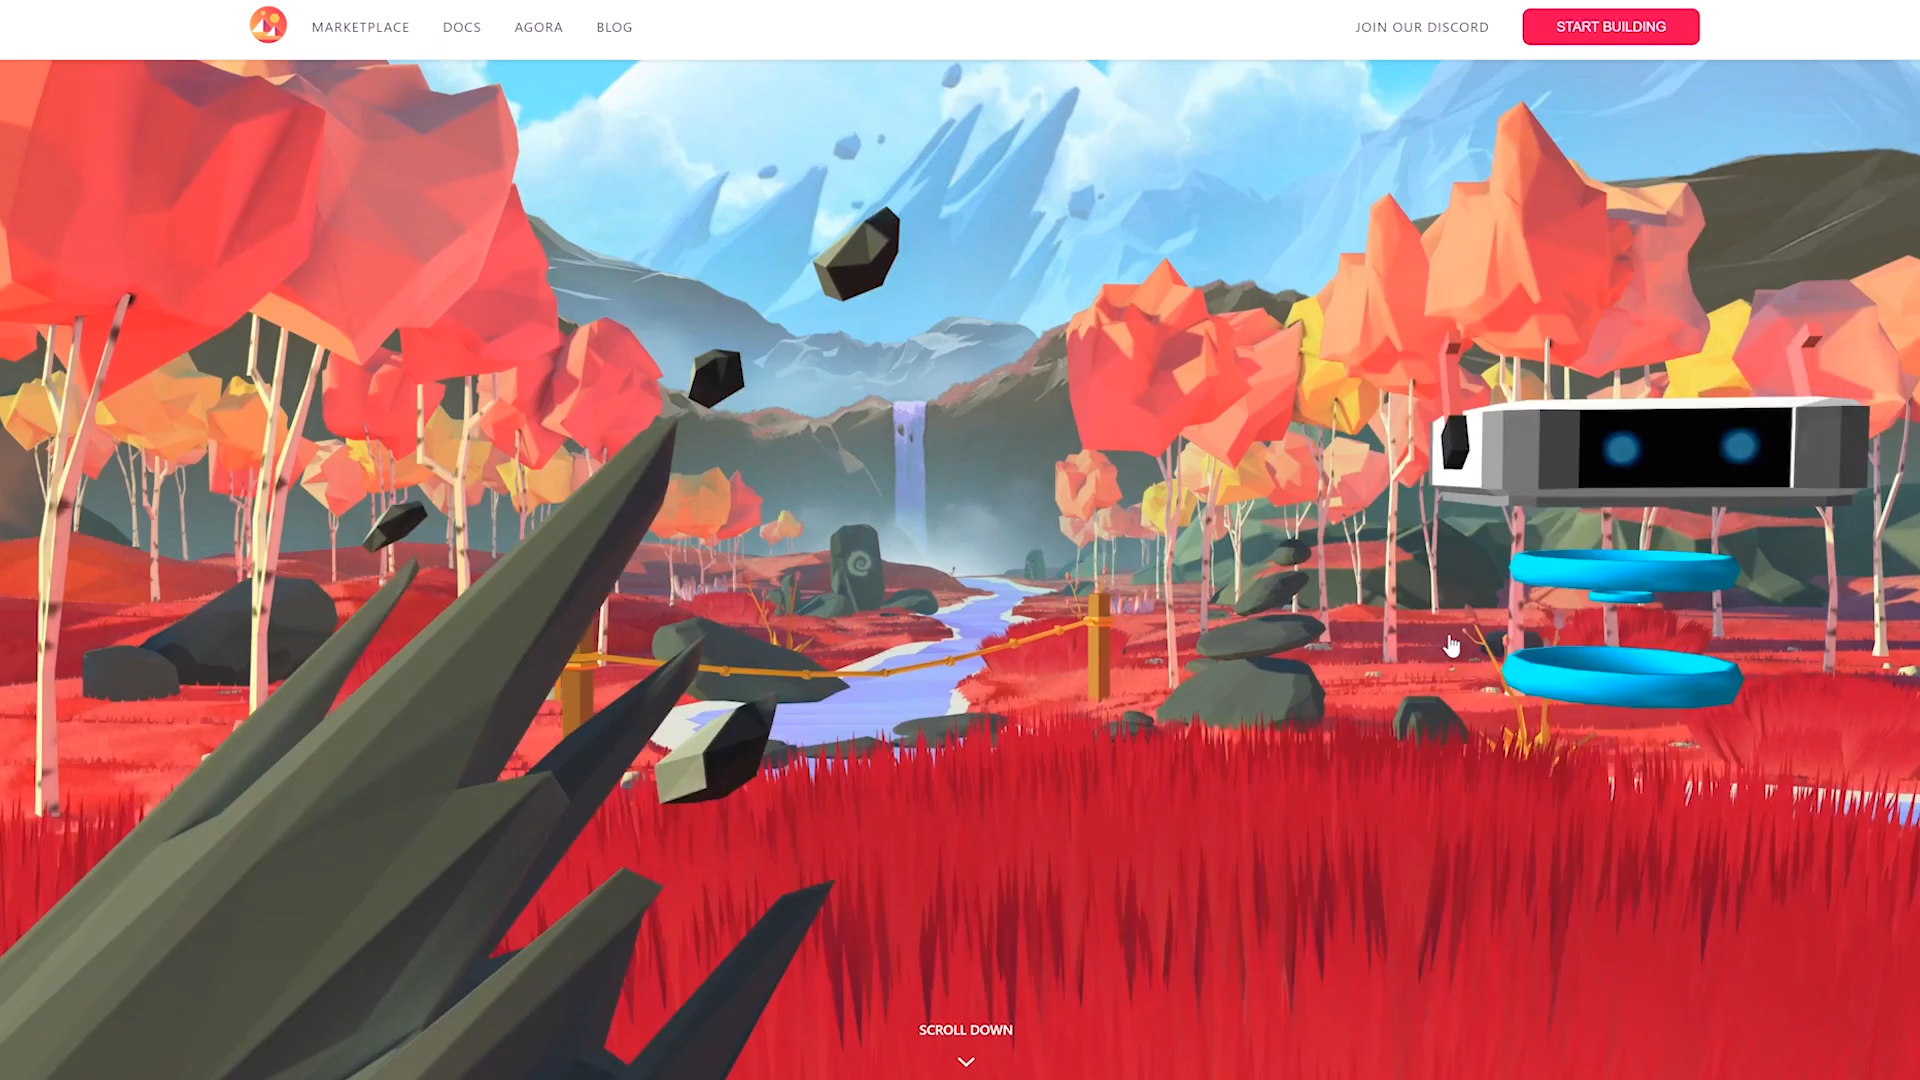 MARKETPLACE
DOCS
AGORA
BLOG
JOIN OUR DISCORD
START BUILDING
SCROLL DOWN